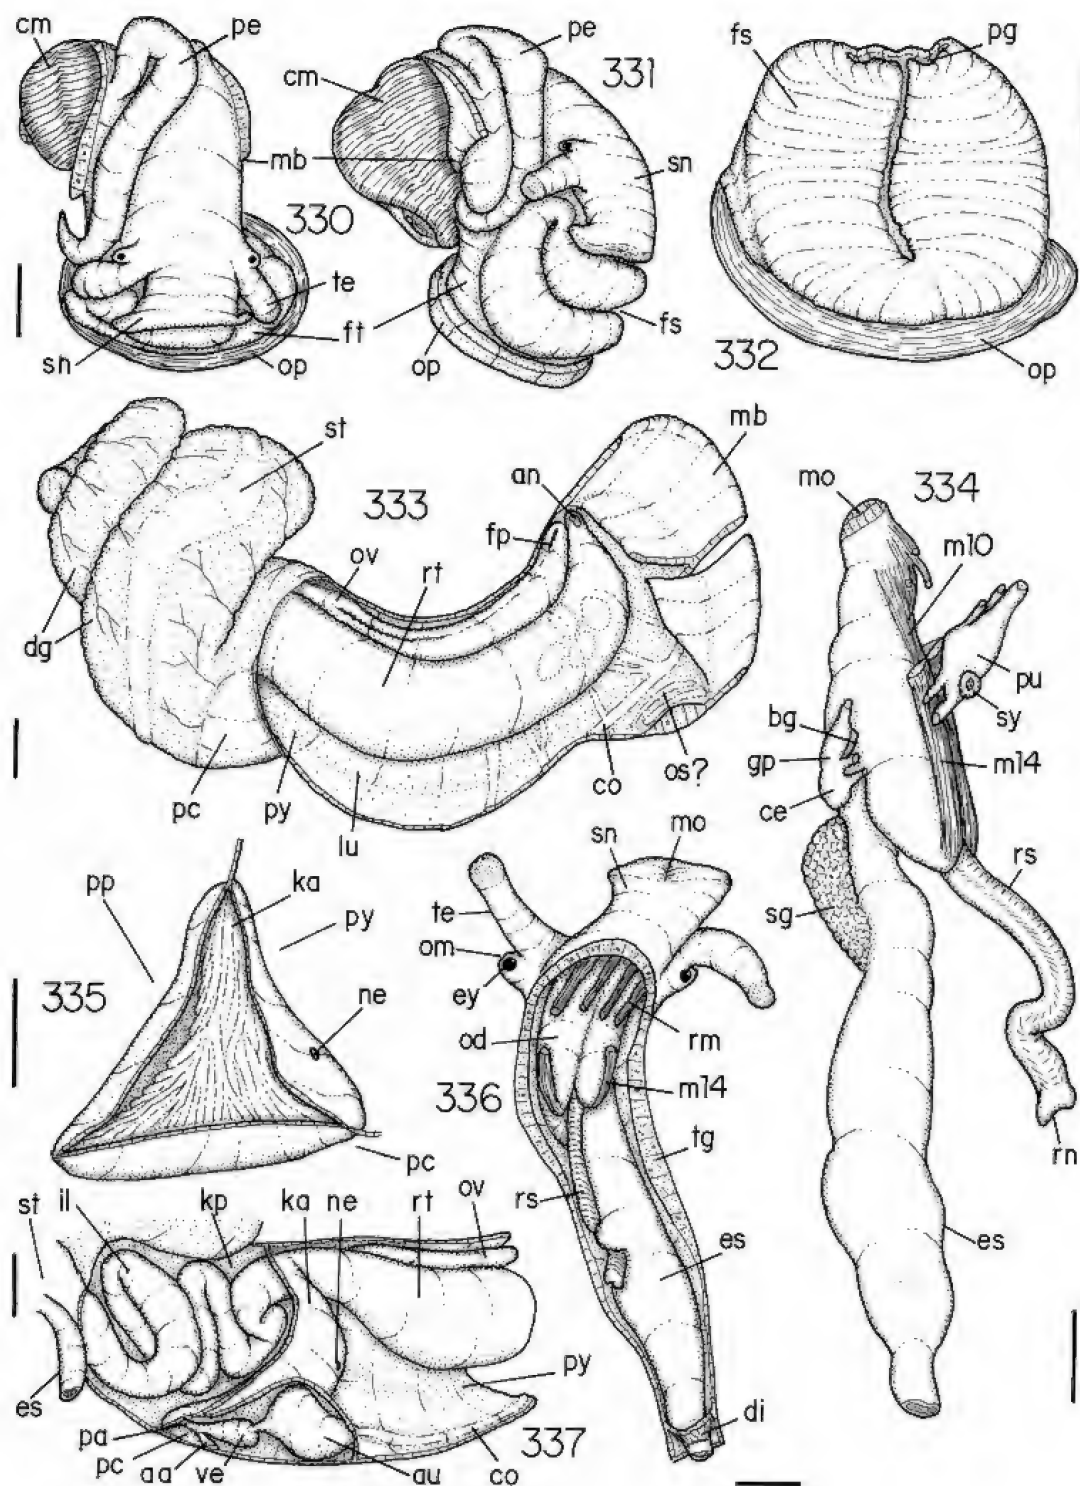 cm
pe
mb
330
te
ft
sn
op
cm
pe
331
mb
sn
ft
fs
op
fs
pg
332
op
st
333
an
mb
fp
ov
rt
dg
pc
py
lu
co
os?
mo
334
m10
pu
sy
bg
gp
m14
ce
rs
sg
rn
es
pp
ka
py
335
ne
pc
sn
mo
te
om
ey
od
rm
336
m14
tg
rs
es
di
st
il
kp
ka
ne
rt
ov
es
py
pa
pc
aa
ve
au
co
337